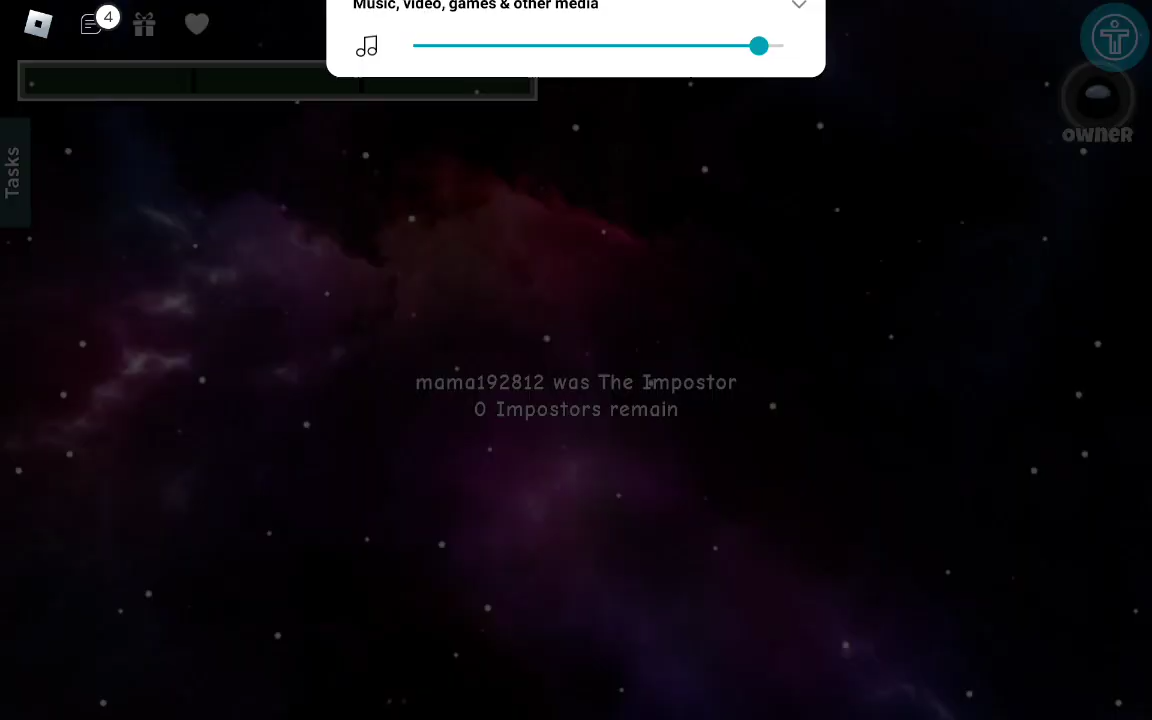 Music, video, games & other media
4
OWNER
Tasks
mama192812 was The Impostor
0 Impostors remain